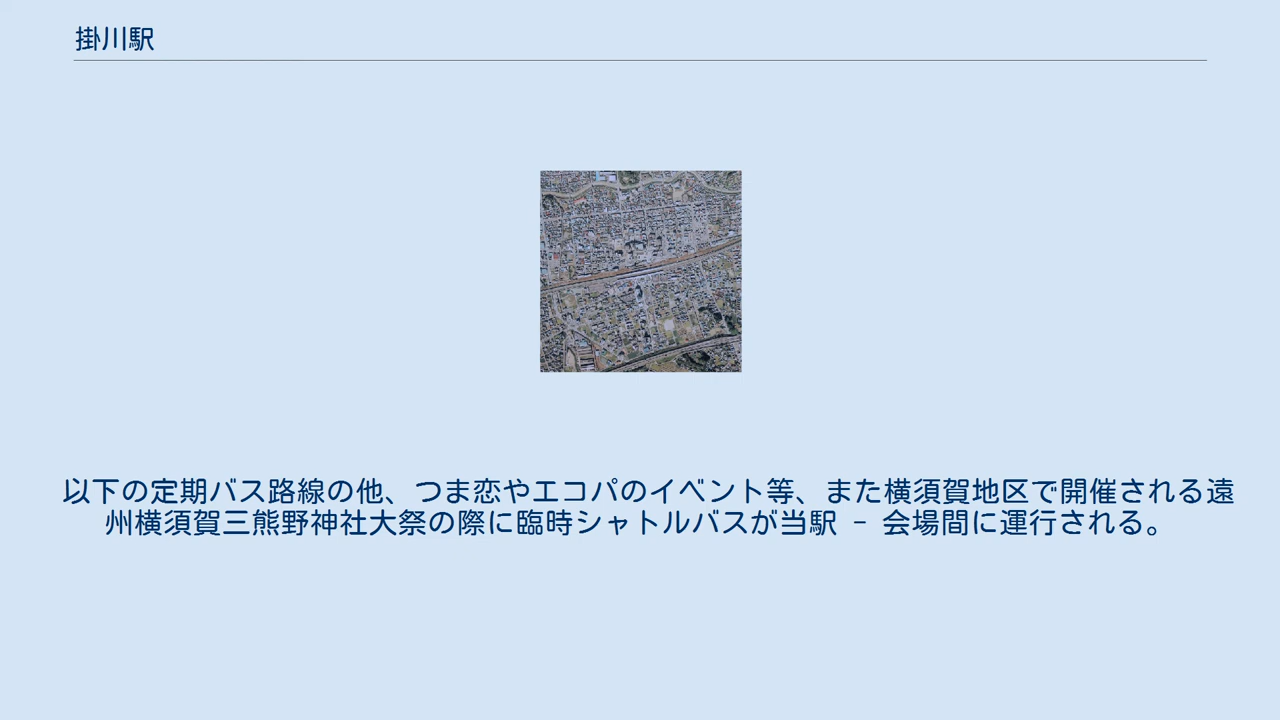 掛川駅
以下の定期バス路線の他、つま恋やエコパのイベント等、また横須賀地区で開催される遠
州横須賀三熊野神社大祭の際に臨時シャトルバスが当駅 - 会場間に運行される。